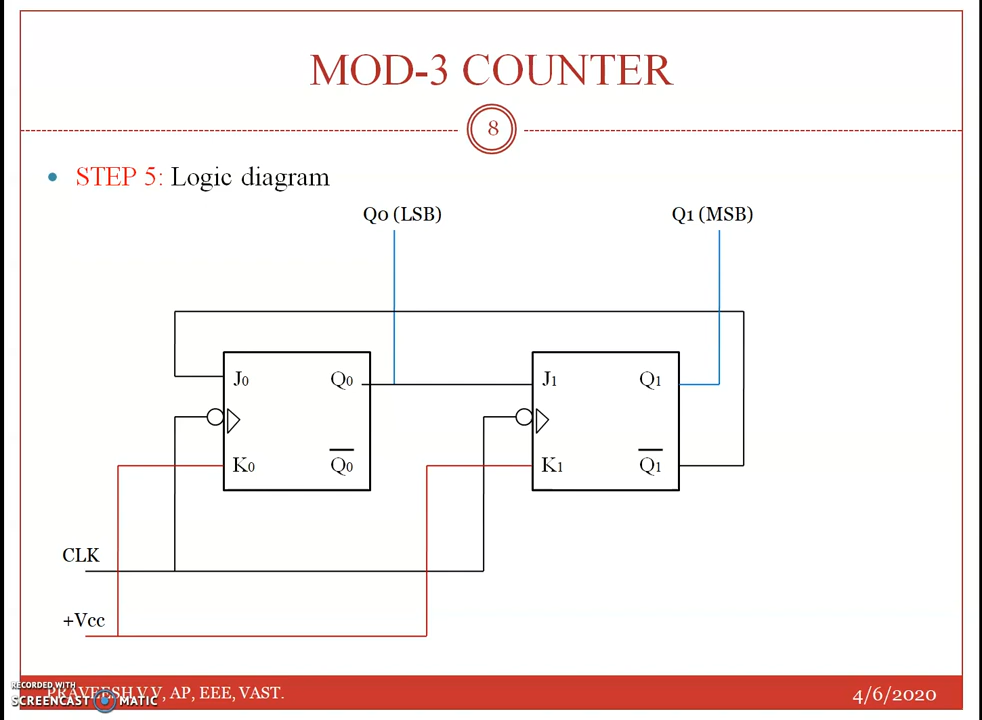 MOD-3 COUNTER
8
STEP 5: Logic diagram
Q0 (LSB)
Q1 (MSB)
J0
Q0
J1
Q1
K0
Q0
K1
Q1
CLK
+Vcc
RECORDED WITH
SCREENCAST MATIC
PRAVEESH.V.V, AP, EEE, VAST.
4/6/2020